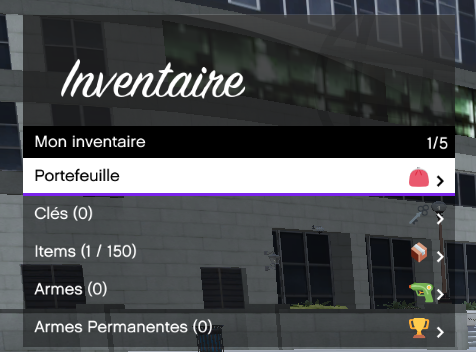 Inventaire
Mon inventaire 1/5
Portefeuille
Clés (0)
Items (1 / 150)
Armes (0)
Armes Permanentes (0)